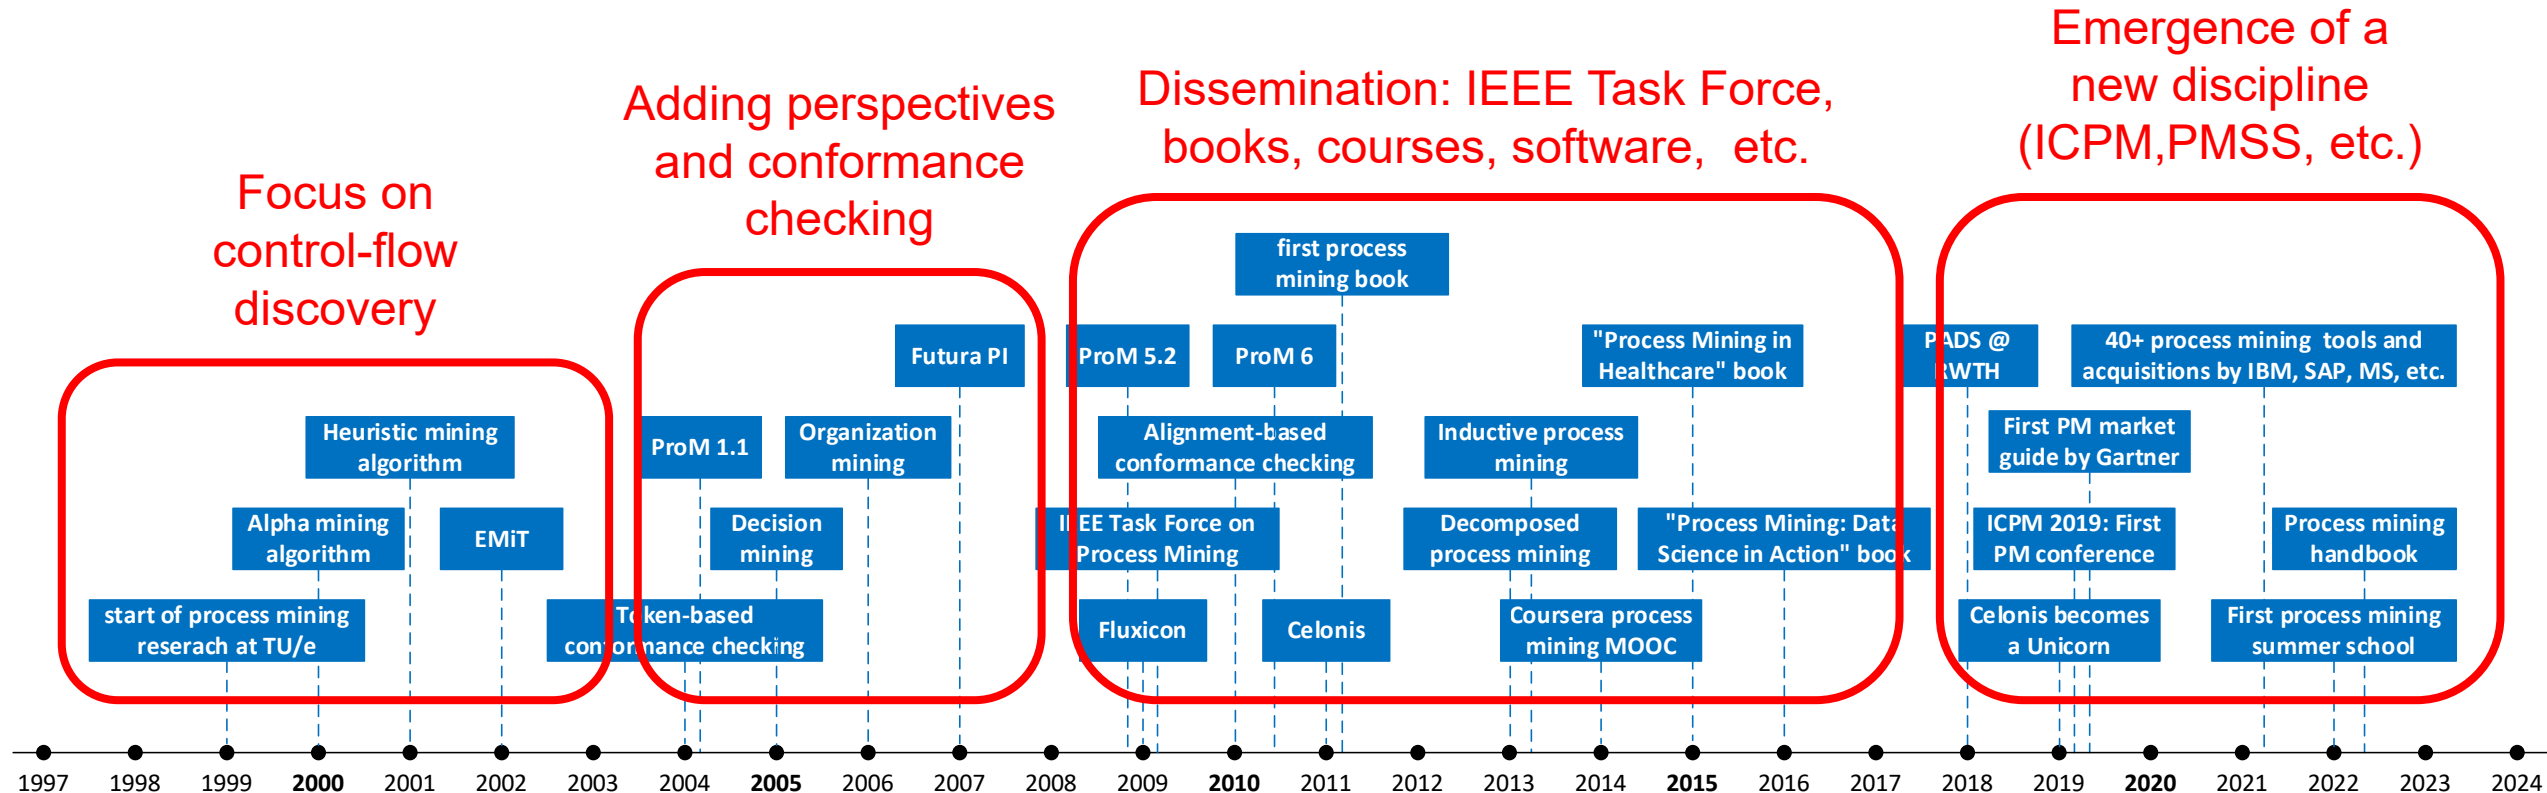 Focus on
control-flow
discovery
Adding perspectives
and conformance
checking
Dissemination: IEEE Task Force,
books, courses, software, etc.
Emergence of a
new discipline
(ICPM,PMSS, etc.)
first process
mining book
Futura PI
ProM 5.2
ProM 6
"Process Mining in
Healthcare" book
PADS @
RWTH
40+ process mining tools and
acquisitions by IBM, SAP, MS, etc.
Heuristic mining
algorithm
ProM 1.1
Organization
mining
Alignment-based
conformance checking
Inductive process
mining
First PM market
guide by Gartner
Alpha mining
algorithm
EMiT
Decision
mining
IEEE Task Force on
Process Mining
Decomposed
process mining
"Process Mining: Data
Science in Action" book
ICPM 2019: First
PM conference
Process mining
handbook
start of process mining
reserach at TU/e
Token-based
conformance checking
Fluxicon
Celonis
Coursera process
mining MOOC
Celonis becomes
a Unicorn
First process mining
summer school
1997 1998 1999 2000 2001 2002 2003 2004 2005 2006 2007 2008 2009 2010 2011 2012 2013 2014 2015 2016 2017 2018 2019 2020 2021 2022 2023 2024